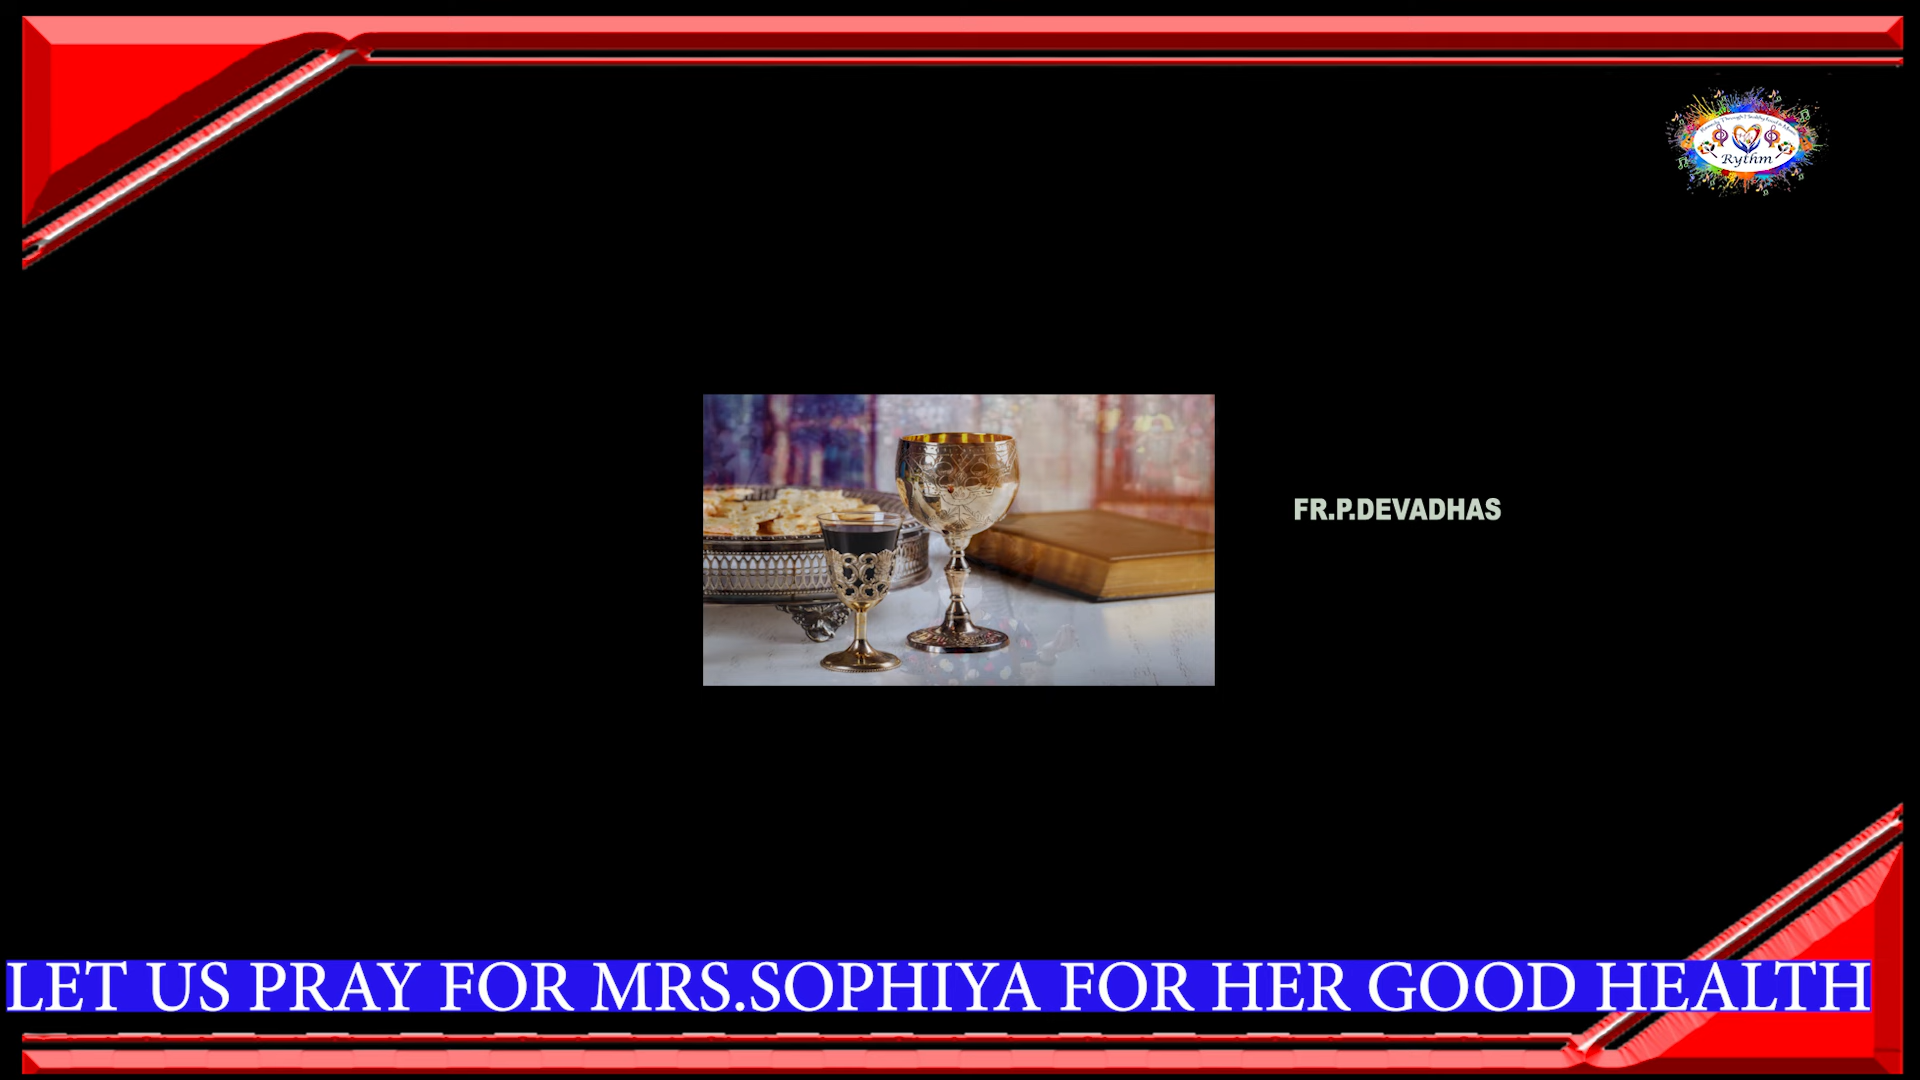 Rythm
FR.P.DEVADHAS
LET US PRAY FOR MRS.SOPHIYA FOR HER GOOD HEALTH